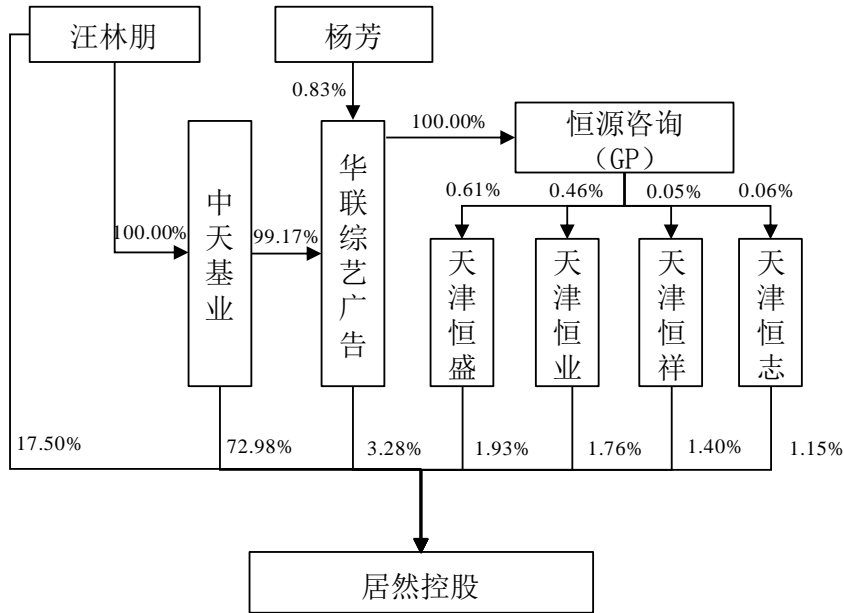 汪林朋
杨芳
0.83%
100.00%
恒源咨询
（GP）
0.61%
0.46%
0.05%
0.06%
100.00%
中天基业
99.17%
华联综艺广告
天津恒盛
天津恒业
天津恒祥
天津恒志
17.50%
72.98%
3.28%
1.93%
1.76%
1.40%
1.15%
居然控股